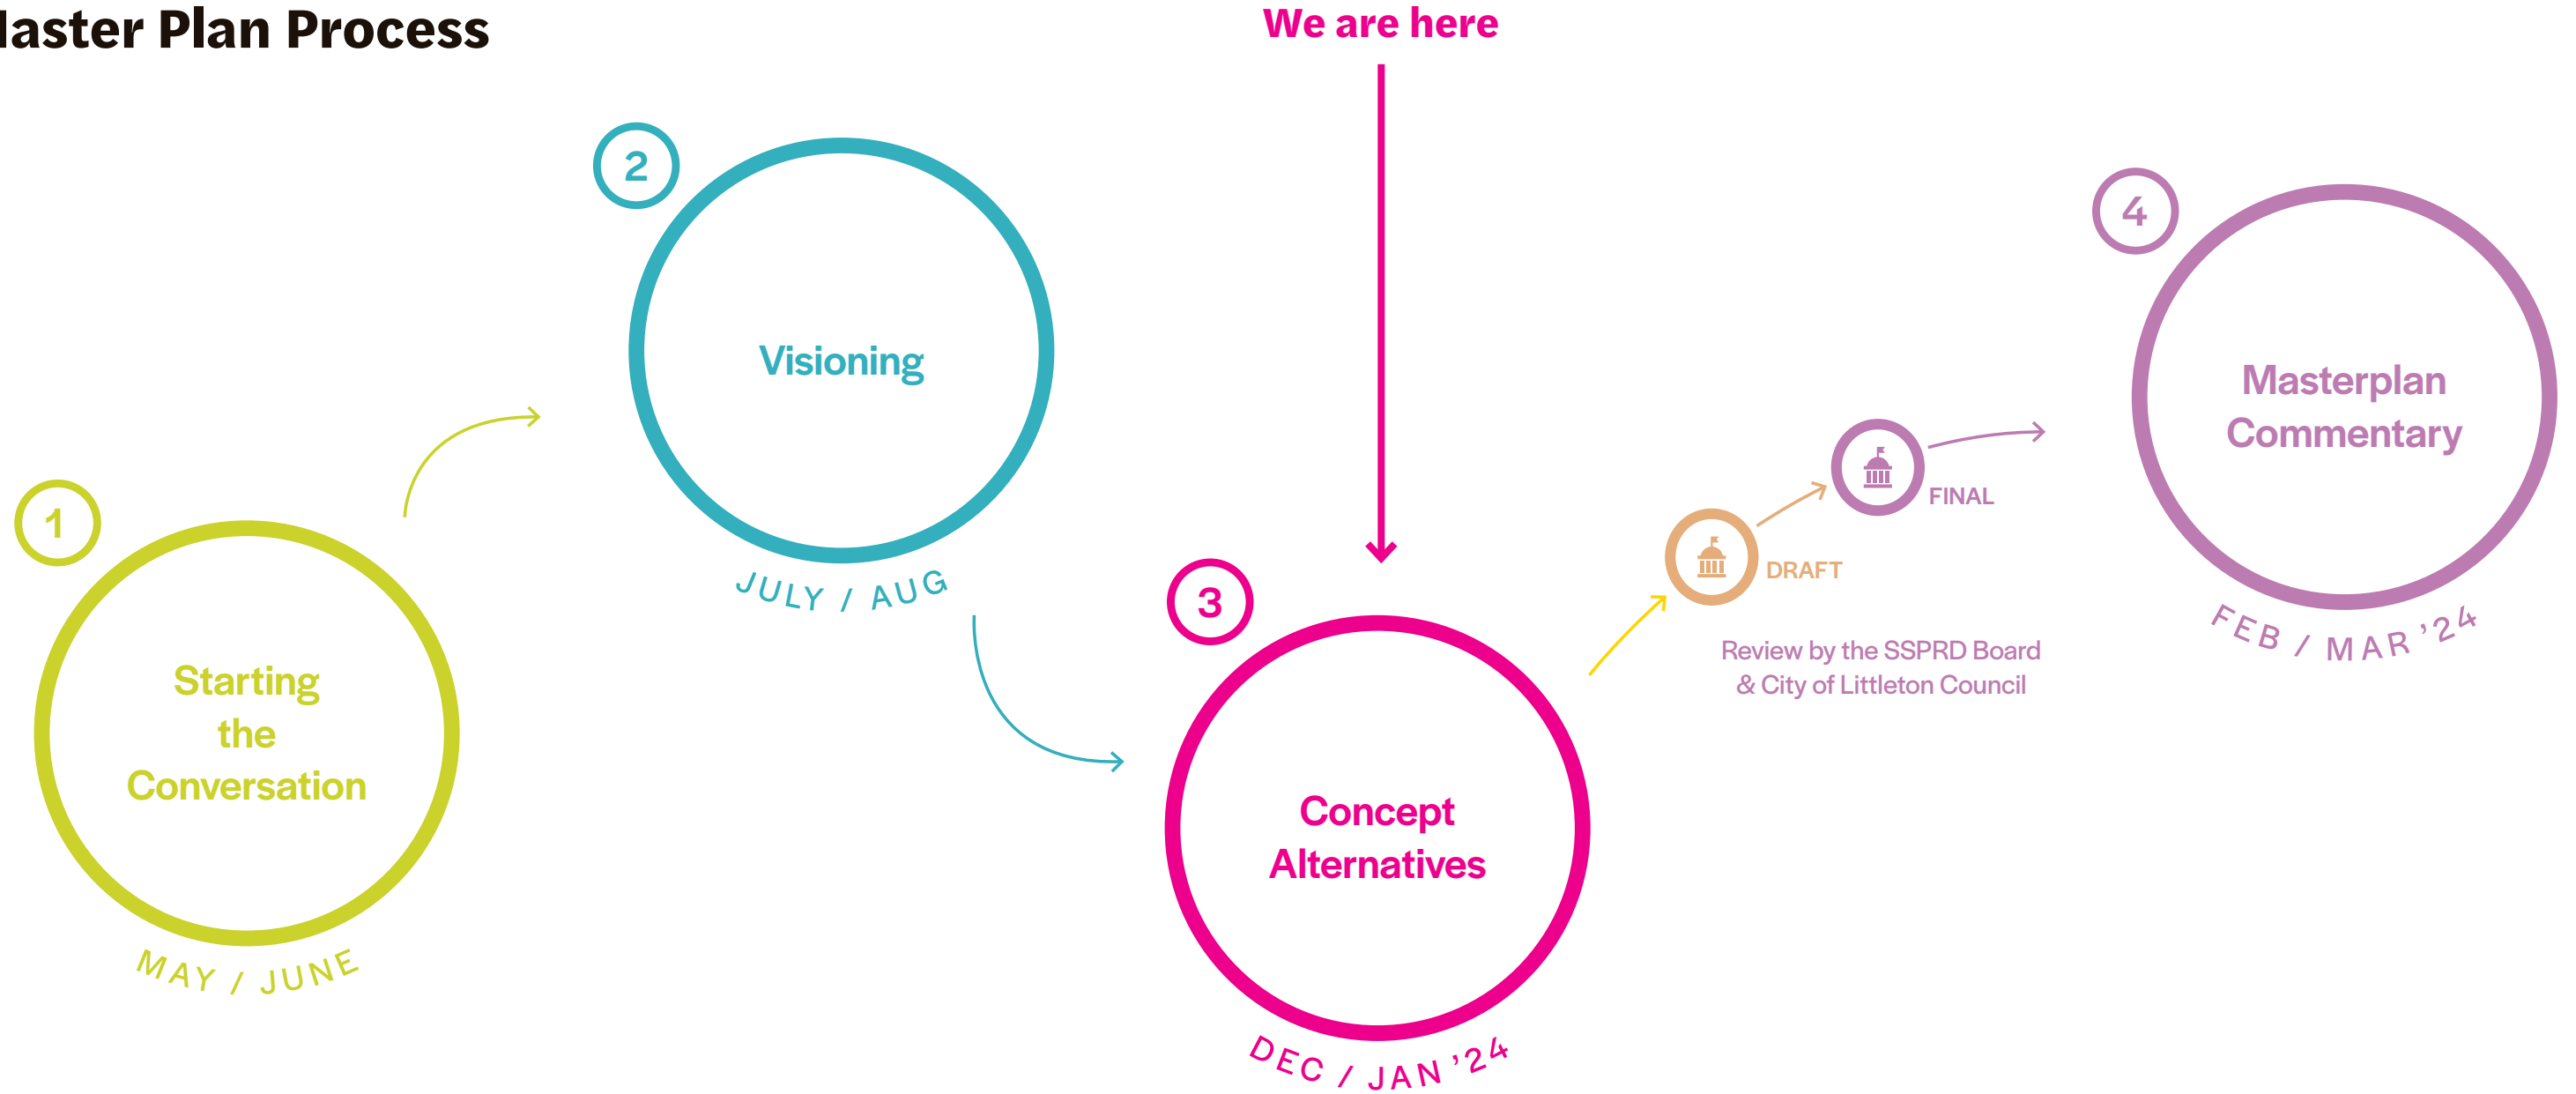 Master Plan Process
We are here
1
Starting
the
Conversation
MAY / JUNE
2
Visioning
JULY / AUG
3
Concept
Alternatives
DEC / JAN ’24
DRAFT
FINAL
Review by the SSPRD Board
& City of Littleton Council
4
Masterplan
Commentary
FEB / MAR ’24